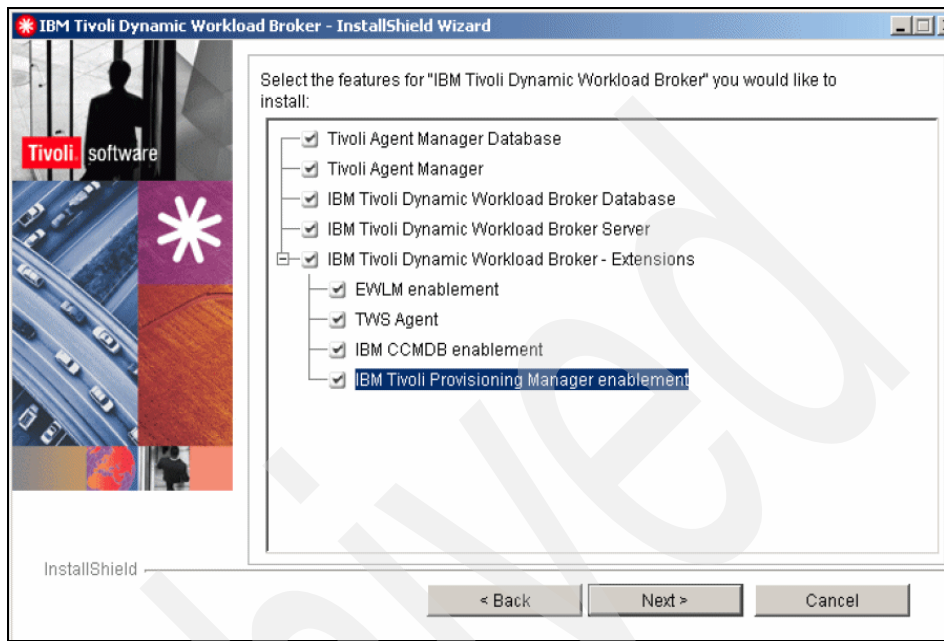 IBM Tivoli Dynamic Workload Broker - InstallShield Wizard
Tivoli. software
Select the features for "IBM Tivoli Dynamic Workload Broker" you would like to
install:
Tivoli Agent Manager Database
Tivoli Agent Manager
IBM Tivoli Dynamic Workload Broker Database
IBM Tivoli Dynamic Workload Broker Server
IBM Tivoli Dynamic Workload Broker - Extensions
EWLM enablement
TWS Agent
IBM CCMDB enablement
IBM Tivoli Provisioning Manager enablement
InstallShield
< Back
Next >
Cancel